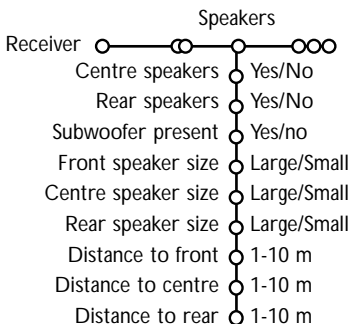 Speakers
Receiver
Centre speakers Yes/No
Rear speakers Yes/No
Subwoofer present Yes/no
Front speaker size Large/Small
Centre speaker size Large/Small
Rear speaker size Large/Small
Distance to front 1-10 m
Distance to centre 1-10 m
Distance to rear 1-10 m